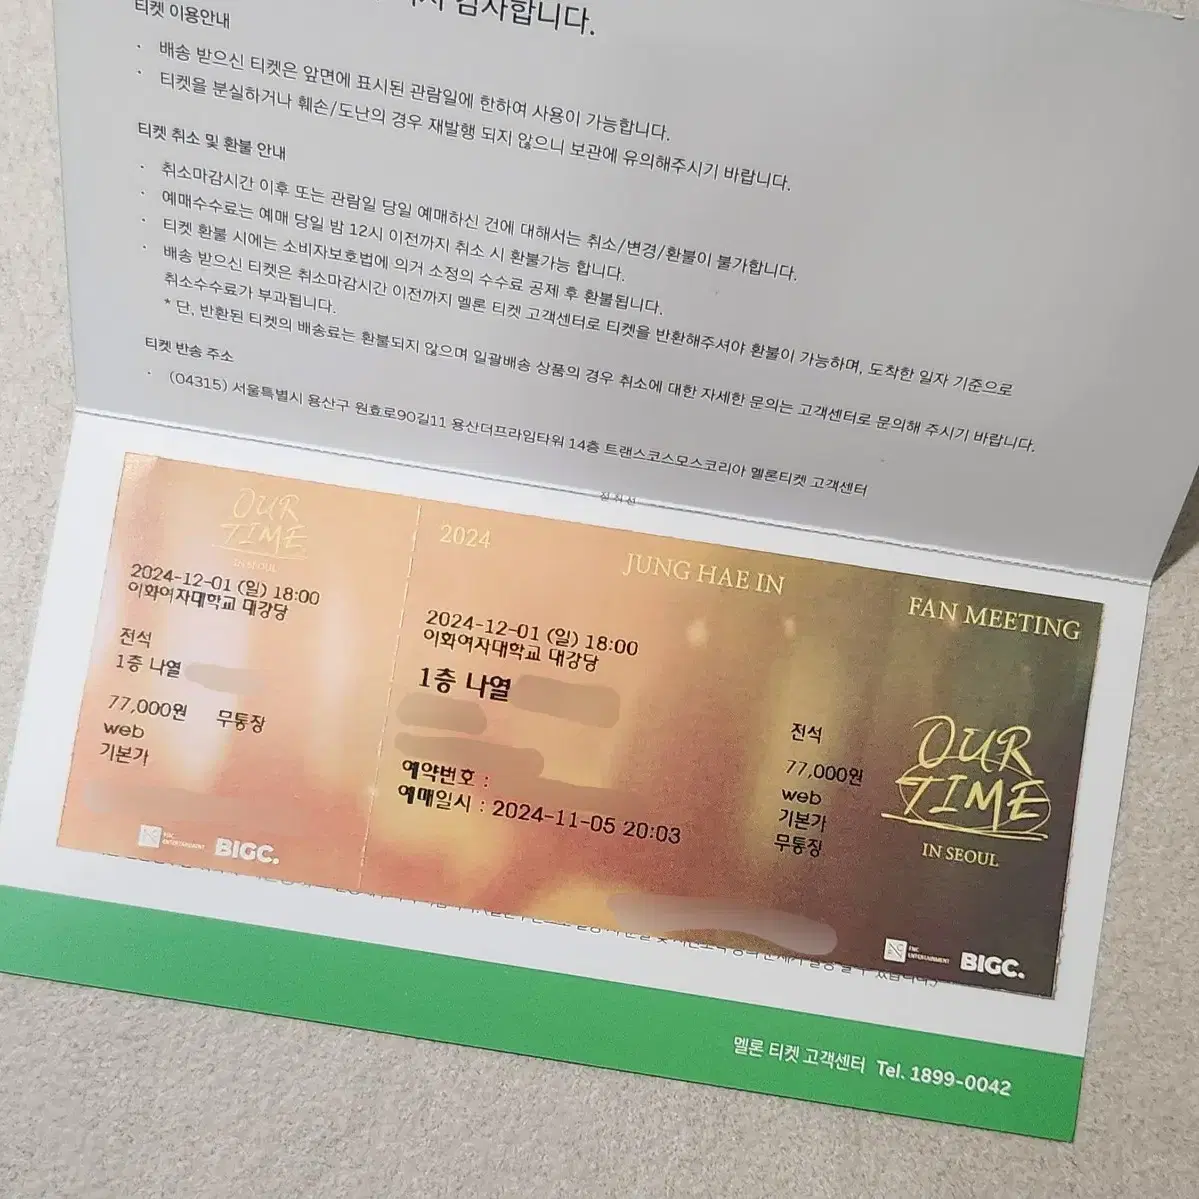 감사합니다.
티켓 이용안내
· 배송 받으신 티켓은 앞면에 표시된 관람일에 한하여 사용이 가능합니다.
· 티켓을 분실하거나 훼손/도난의 경우 재발행 되지 않으니 보관에 유의해주시기 바랍니다.
티켓 취소 및 환불 안내
· 취소마감시간 이후 또는 관람일 당일 예매하신 건에 대해서는 취소/변경/환불이 불가합니다.
· 예매수수료는 예매 당일 밤 12시 이전까지 취소 시 환불가능 합니다.
· 티켓 환불 시에는 소비자보호법에 의거 소정의 수수료 공제 후 환불됩니다.
· 배송 받으신 티켓은 취소마감시간 이전까지 멜론 티켓 고객센터로 티켓을 반환해주셔야 환불이 가능하며, 도착한 일자 기준으로
취소수수료가 부과됩니다.
* 단, 반환된 티켓의 배송료는 환불되지 않으며 일괄배송 상품의 경우 취소에 대한 자세한 문의는 고객센터로 문의해 주시기 바랍니다.
티켓 반송 주소
· (04315) 서울특별시 용산구 원효로90길11 용산더프라임타워 14층 트랜스코스모스코리아 멜론티켓 고객센터
절취선
OUR
TIME
IN SEOUL
2024-12-01 (일) 18:00
이화여자대학교 대강당
전석
1층 나열
77,000원 무통장
web
기본가
FNC
ENTERTAINMENT
BIGC.
2024
JUNG HAE IN
FAN MEETING
2024-12-01 (일) 18:00
이화여자대학교 대강당
1층 나열
예약번호 :
예매일시 : 2024-11-05 20:03
전석
77,000원
web
기본가
무통장
OUR
TIME
IN SEOUL
FNC
ENTERTAINMENT
BIGC.
멜론 티켓 고객센터 Tel. 1899-0042